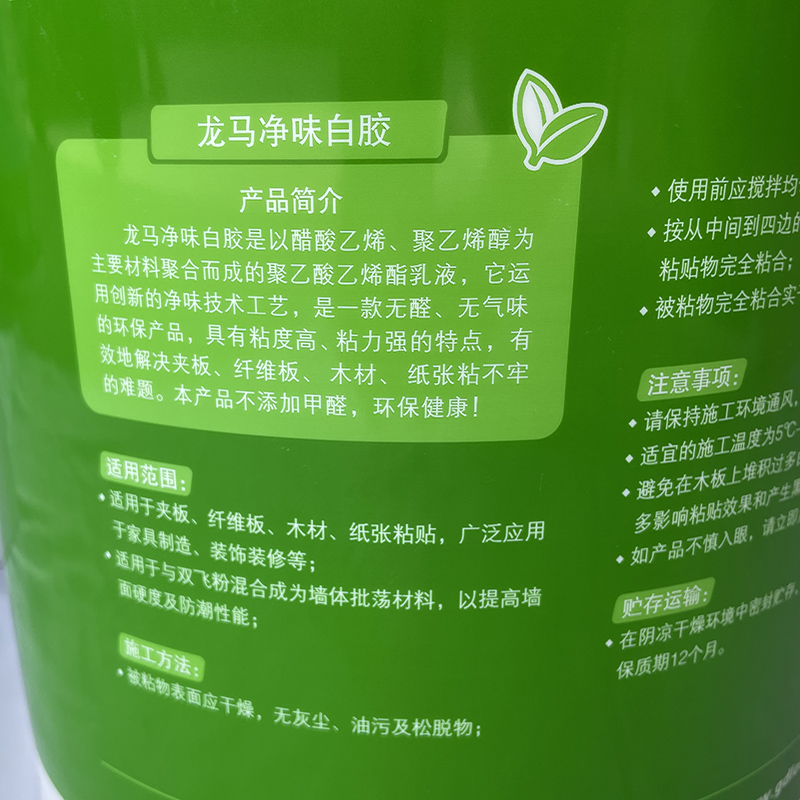 龙马净味白胶
产品简介
龙马净味白胶是以醋酸乙烯、聚乙烯醇为
主要材料聚合而成的聚乙酸乙烯酯乳液，它运
用创新的净味技术工艺，是一款无醛、无气味
的环保产品，具有粘度高、粘力强的特点，有
效地解决夹板、纤维板、木材、纸张粘不牢
的难题。本产品不添加甲醛，环保健康！
适用范围：
• 适用于夹板、纤维板、木材、纸张粘贴，广泛应用
于家具制造、装饰装修等；
• 适用于与双飞粉混合成为墙体批荡材料，以提高墙
面硬度及防潮性能；
施工方法：
• 被粘物表面应干燥，无灰尘、油污及松脱物；
◆ 使用前应搅拌均
◆ 按从中间到四边的
粘贴物完全粘合；
◆ 被粘物完全粘合实
注意事项：
• 请保持施工环境通风，
• 适宜的施工温度为5℃-
• 避免在木板上堆积过多
多影响粘贴效果和产生
• 如产品不慎入眼，请立即
贮存运输：
• 在阴凉干燥环境中密封贮存，
保质期12个月。